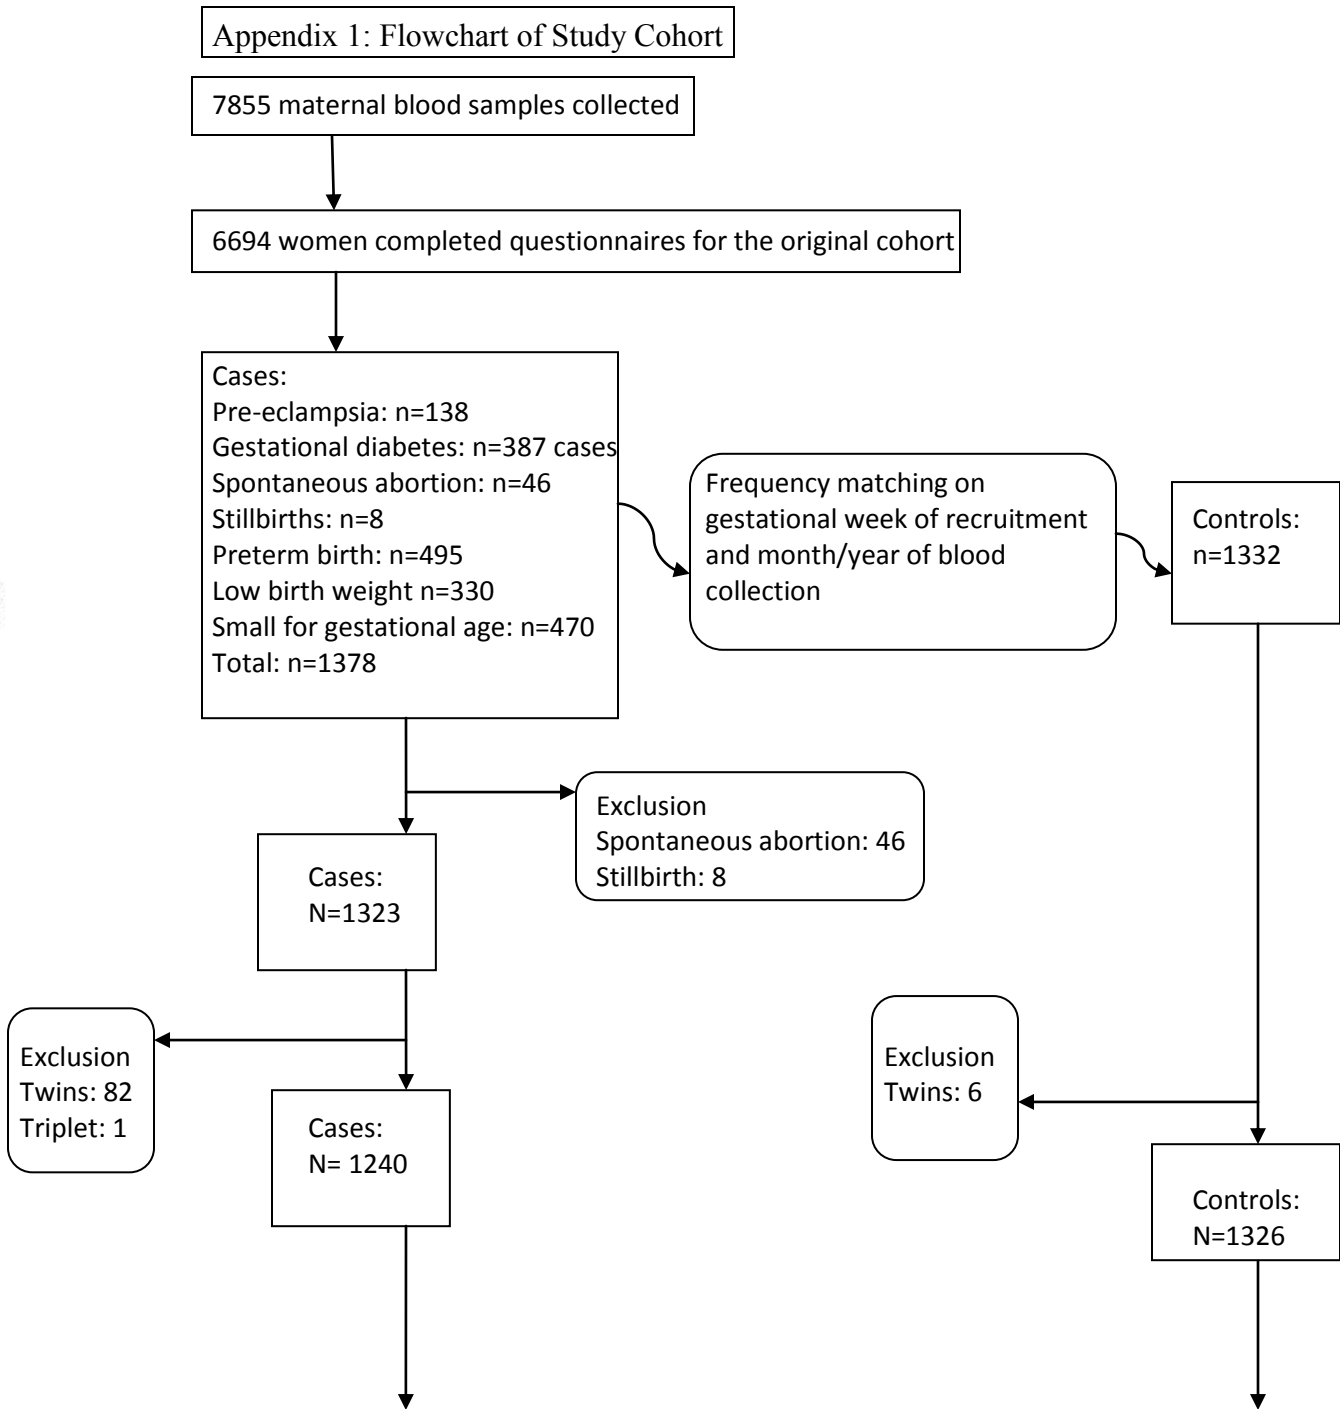 Appendix 1: Flowchart of Study Cohort
7855 maternal blood samples collected
6694 women completed questionnaires for the original cohort
Cases:
Pre-eclampsia: n=138
Gestational diabetes: n=387 cases
Spontaneous abortion: n=46
Stillbirths: n=8
Preterm birth: n=495
Low birth weight n=330
Small for gestational age: n=470
Total: n=1378
Frequency matching on
gestational week of recruitment
and month/year of blood
collection
Controls:
n=1332
Exclusion
Spontaneous abortion: 46
Stillbirth: 8
Cases:
N=1323
Exclusion
Twins: 82
Triplet: 1
Cases:
N= 1240
Exclusion
Twins: 6
Controls:
N=1326